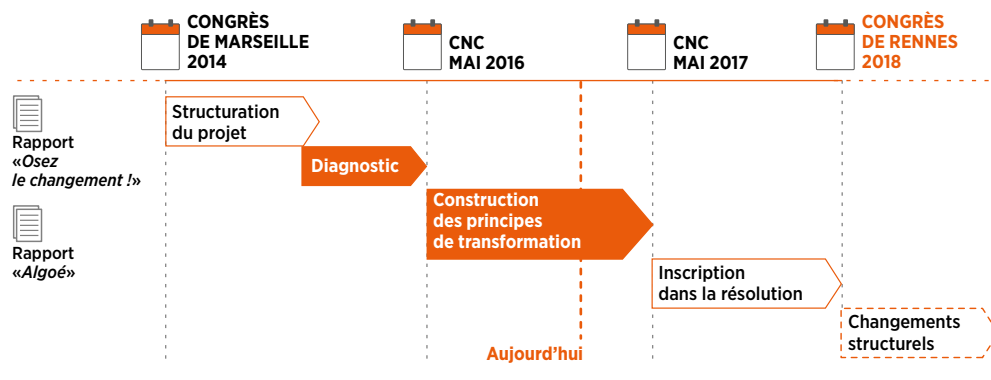 CONGRÈS
DE MARSEILLE
2014
CNC
MAI 2016
CNC
MAI 2017
CONGRÈS
DE RENNES
2018
Rapport
«Osez
le changement !»
Rapport
«Algoé»
Structuration
du projet
Diagnostic
Construction
des principes
de transformation
Inscription
dans la résolution
Changements
structurels
Aujourd’hui